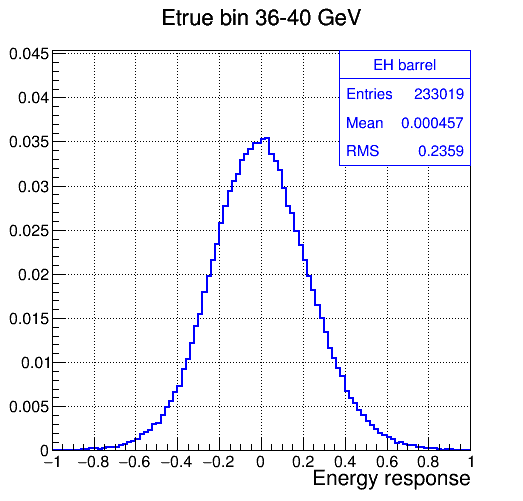 Etrue bin 36-40 GeV
EH barrel
Entries 233019
Mean 0.000457
RMS 0.2359
0.045
0.04
0.035
0.03
0.025
0.02
0.015
0.01
0.005
0
−1 −0.8 −0.6 −0.4 −0.2 0 0.2 0.4 0.6 0.8 1
Energy response